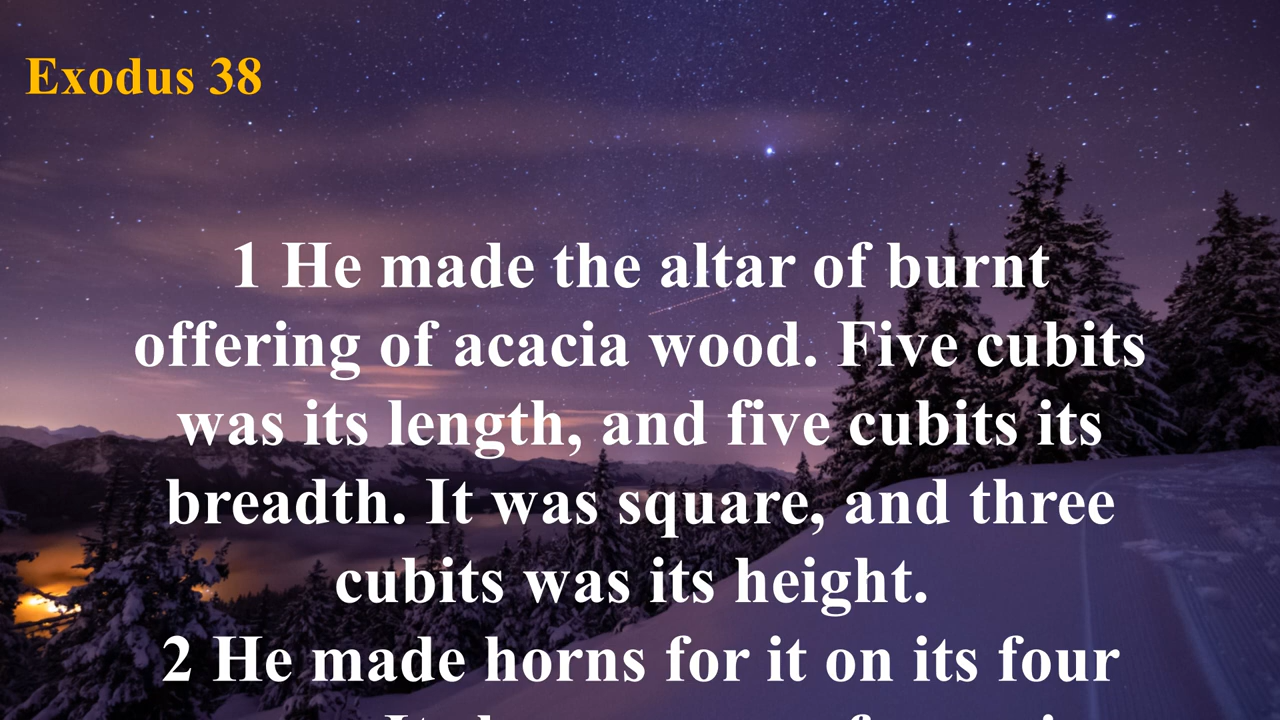 Exodus 38
1 He made the altar of burnt
offering of acacia wood. Five cubits
was its length, and five cubits its
breadth. It was square, and three
cubits was its height.
2 He made horns for it on its four